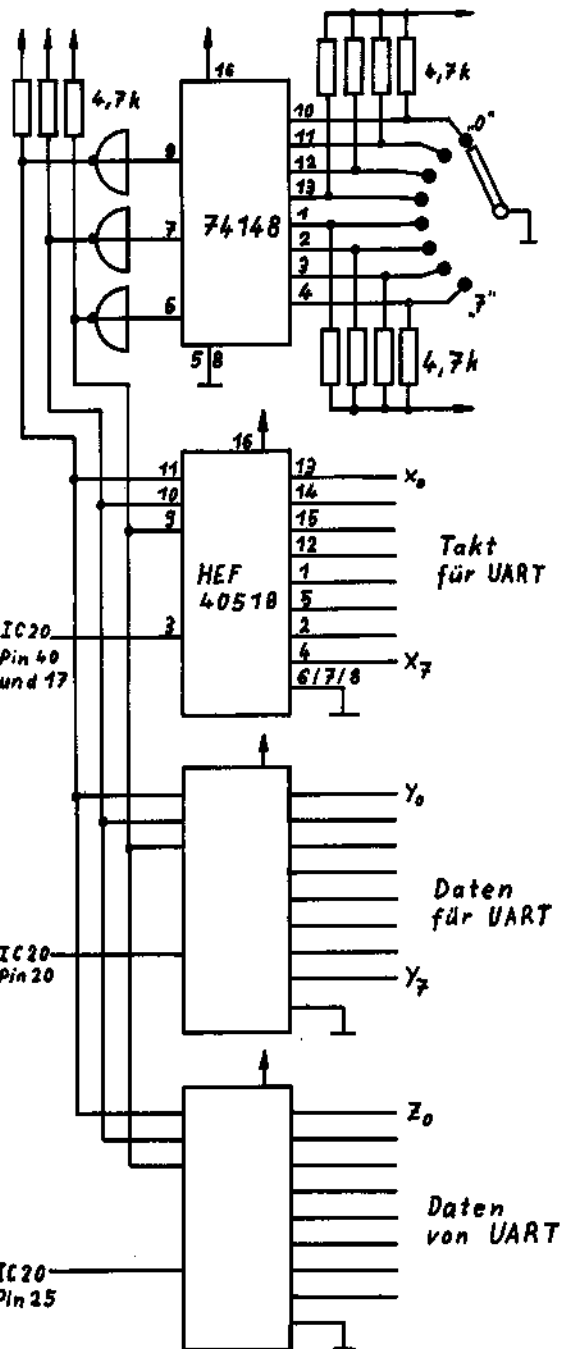 4,7k
16
4,7k
10
"0"
11
12
13
9
7
6
74148
1
2
3
4
"7"
5 8
4,7k
16
11
10
9
13
14
15
12
1
5
2
4
6/7/8
X0
X7
HEF
4051B
3
Takt
für UART
IC20
Pin 40
und 17
Y0
Daten
für UART
Y7
IC20
Pin 20
Z0
Daten
von UART
IC20
Pin 25